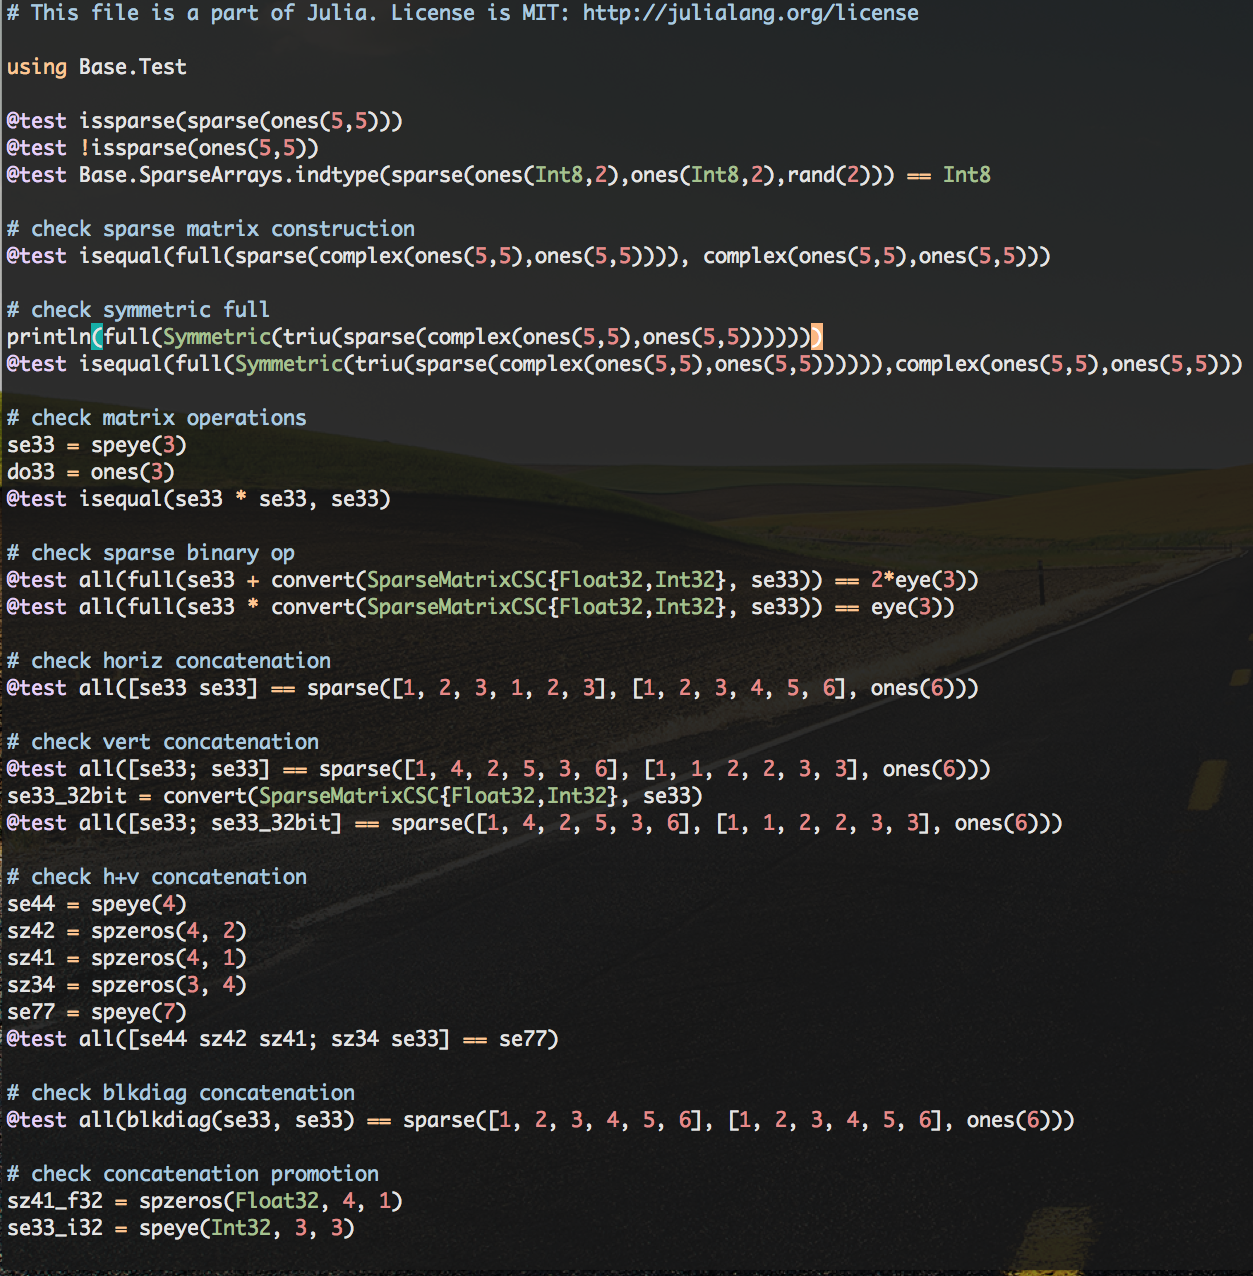 # This file is a part of Julia. License is MIT: http://julialang.org/license
using Base.Test
@test issparse(sparse(ones(5,5)))
@test !issparse(ones(5,5))
@test Base.SparseArrays.indtype(sparse(ones(Int8,2),ones(Int8,2),rand(2))) == Int8
# check sparse matrix construction
@test isequal(full(sparse(complex(ones(5,5),ones(5,5)))), complex(ones(5,5),ones(5,5)))
# check symmetric full
println(full(Symmetric(triu(sparse(complex(ones(5,5),ones(5,5)))))))
@test isequal(full(Symmetric(triu(sparse(complex(ones(5,5),ones(5,5)))))),complex(ones(5,5),ones(5,5)))
# check matrix operations
se33 = speye(3)
do33 = ones(3)
@test isequal(se33 * se33, se33)
# check sparse binary op
@test all(full(se33 + convert(SparseMatrixCSC{Float32,Int32}, se33)) == 2*eye(3))
@test all(full(se33 * convert(SparseMatrixCSC{Float32,Int32}, se33)) == eye(3))
# check horiz concatenation
@test all([se33 se33] == sparse([1, 2, 3, 1, 2, 3], [1, 2, 3, 4, 5, 6], ones(6)))
# check vert concatenation
@test all([se33; se33] == sparse([1, 4, 2, 5, 3, 6], [1, 1, 2, 2, 3, 3], ones(6)))
se33_32bit = convert(SparseMatrixCSC{Float32,Int32}, se33)
@test all([se33; se33_32bit] == sparse([1, 4, 2, 5, 3, 6], [1, 1, 2, 2, 3, 3], ones(6)))
# check h+v concatenation
se44 = speye(4)
sz42 = spzeros(4, 2)
sz41 = spzeros(4, 1)
sz34 = spzeros(3, 4)
se77 = speye(7)
@test all([se44 sz42 sz41; sz34 se33] == se77)
# check blkdiag concatenation
@test all(blkdiag(se33, se33) == sparse([1, 2, 3, 4, 5, 6], [1, 2, 3, 4, 5, 6], ones(6)))
# check concatenation promotion
sz41_f32 = spzeros(Float32, 4, 1)
se33_i32 = speye(Int32, 3, 3)